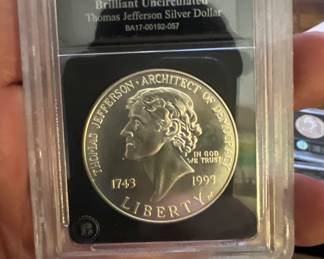 Brilliant Uncirculated
Thomas Jefferson Silver Dollar
BA17-00192-057
THOMAS JEFFERSON · ARCHITECT OF DEMOCRACY
IN GOD
WE TRUST
1743
1993
LIBERTY
B